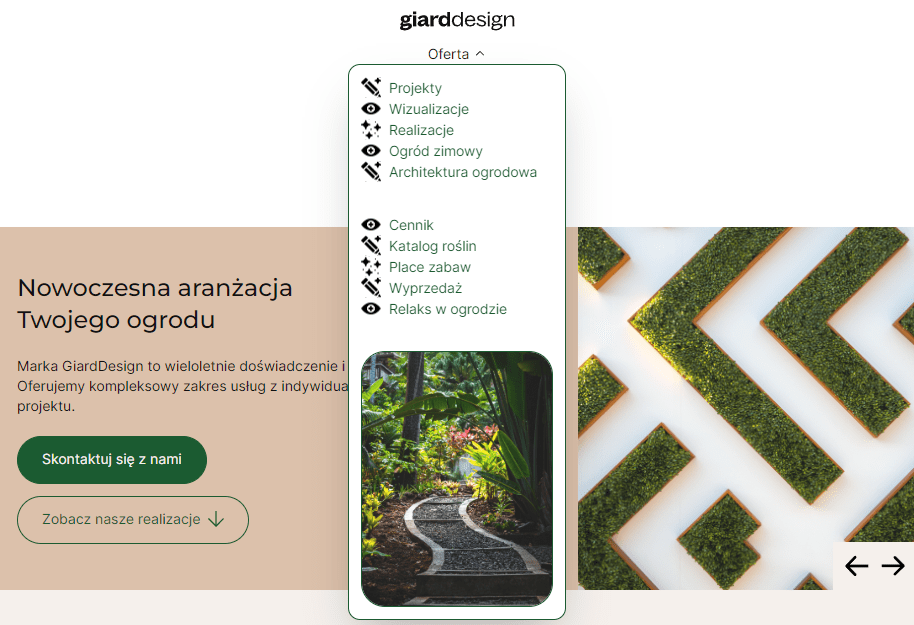 giarddesign
Oferta
Projekty
Wizualizacje
Realizacje
Ogród zimowy
Architektura ogrodowa
Cennik
Katalog roślin
Place zabaw
Wyprzedaż
Relaks w ogrodzie
Nowoczesna aranżacja
Twojego ogrodu
Marka GiardDesign to wieloletnie doświadczenie i
Oferujemy kompleksowy zakres usług z indywidua
projektu.
Skontaktuj się z nami
Zobacz nasze realizacje